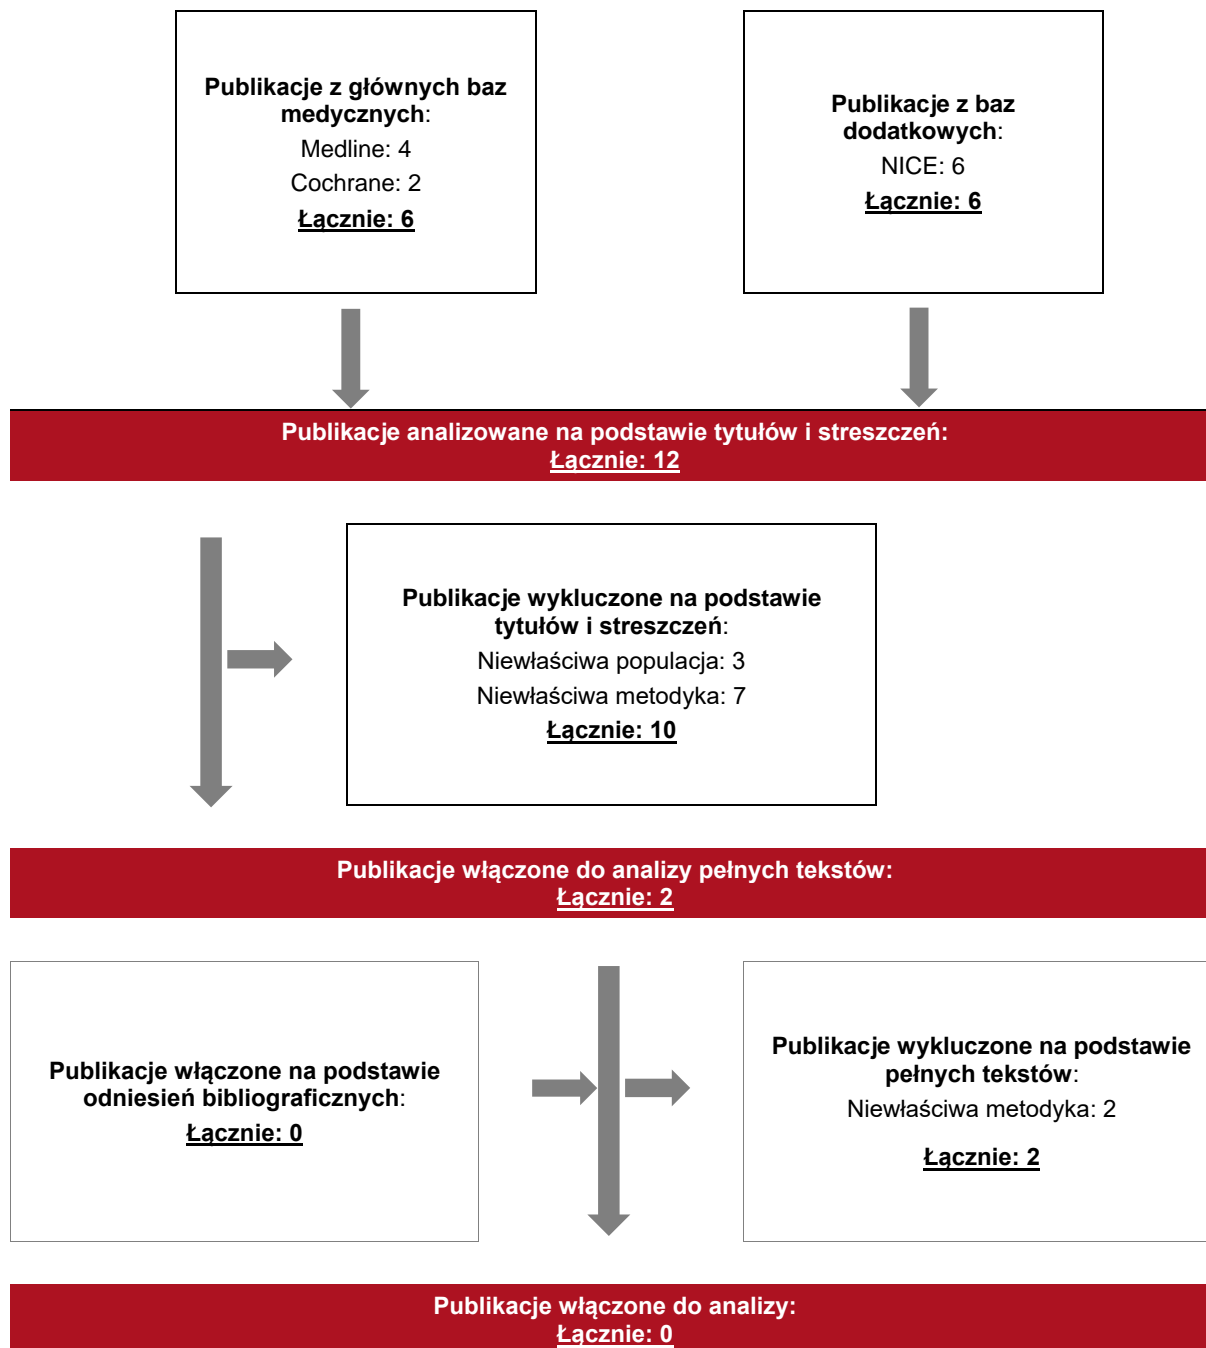 Publikacje z głównych baz
medycznych:
Medline: 4
Cochrane: 2
Łącznie: 6
Publikacje z baz
dodatkowych:
NICE: 6
Łącznie: 6
Publikacje analizowane na podstawie tytułów i streszczeń:
Łącznie: 12
Publikacje wykluczone na podstawie
tytułów i streszczeń:
Niewłaściwa populacja: 3
Niewłaściwa metodyka: 7
Łącznie: 10
Publikacje włączone do analizy pełnych tekstów:
Łącznie: 2
Publikacje włączone na podstawie
odniesień bibliograficznych:
Łącznie: 0
Publikacje wykluczone na podstawie
pełnych tekstów:
Niewłaściwa metodyka: 2
Łącznie: 2
Publikacje włączone do analizy:
Łącznie: 0